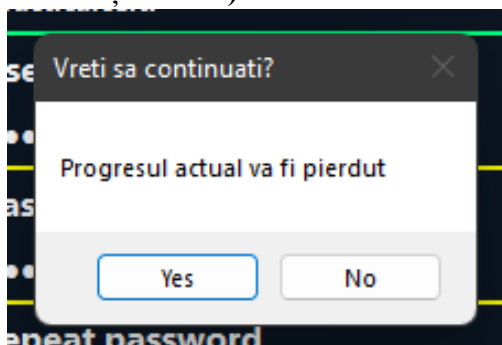 Vreti sa continuati?
Progresul actual va fi pierdut
Yes
No
epeat password